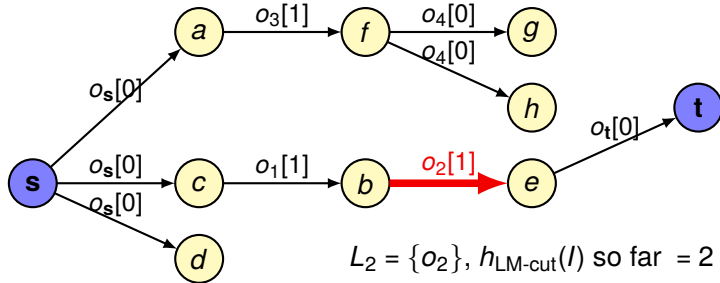 a
o₃[1]
f
o₄[0]
g
o₄[0]
h
oₛ[0]
t
oₜ[0]
s
oₛ[0]
c
o₁[1]
b
o₂[1]
e
oₛ[0]
d
L₂ = {o₂}, h_LM-cut(I) so far = 2